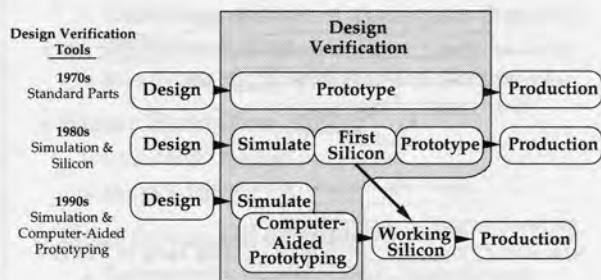 Design Verification
Tools
Design
Verification
1970s
Standard Parts
Design
Prototype
Production
1980s
Simulation &
Silicon
Design
Simulate
First
Silicon
Prototype
Production
1990s
Simulation &
Computer-Aided
Prototyping
Design
Simulate
Computer-
Aided
Prototyping
Working
Silicon
Production